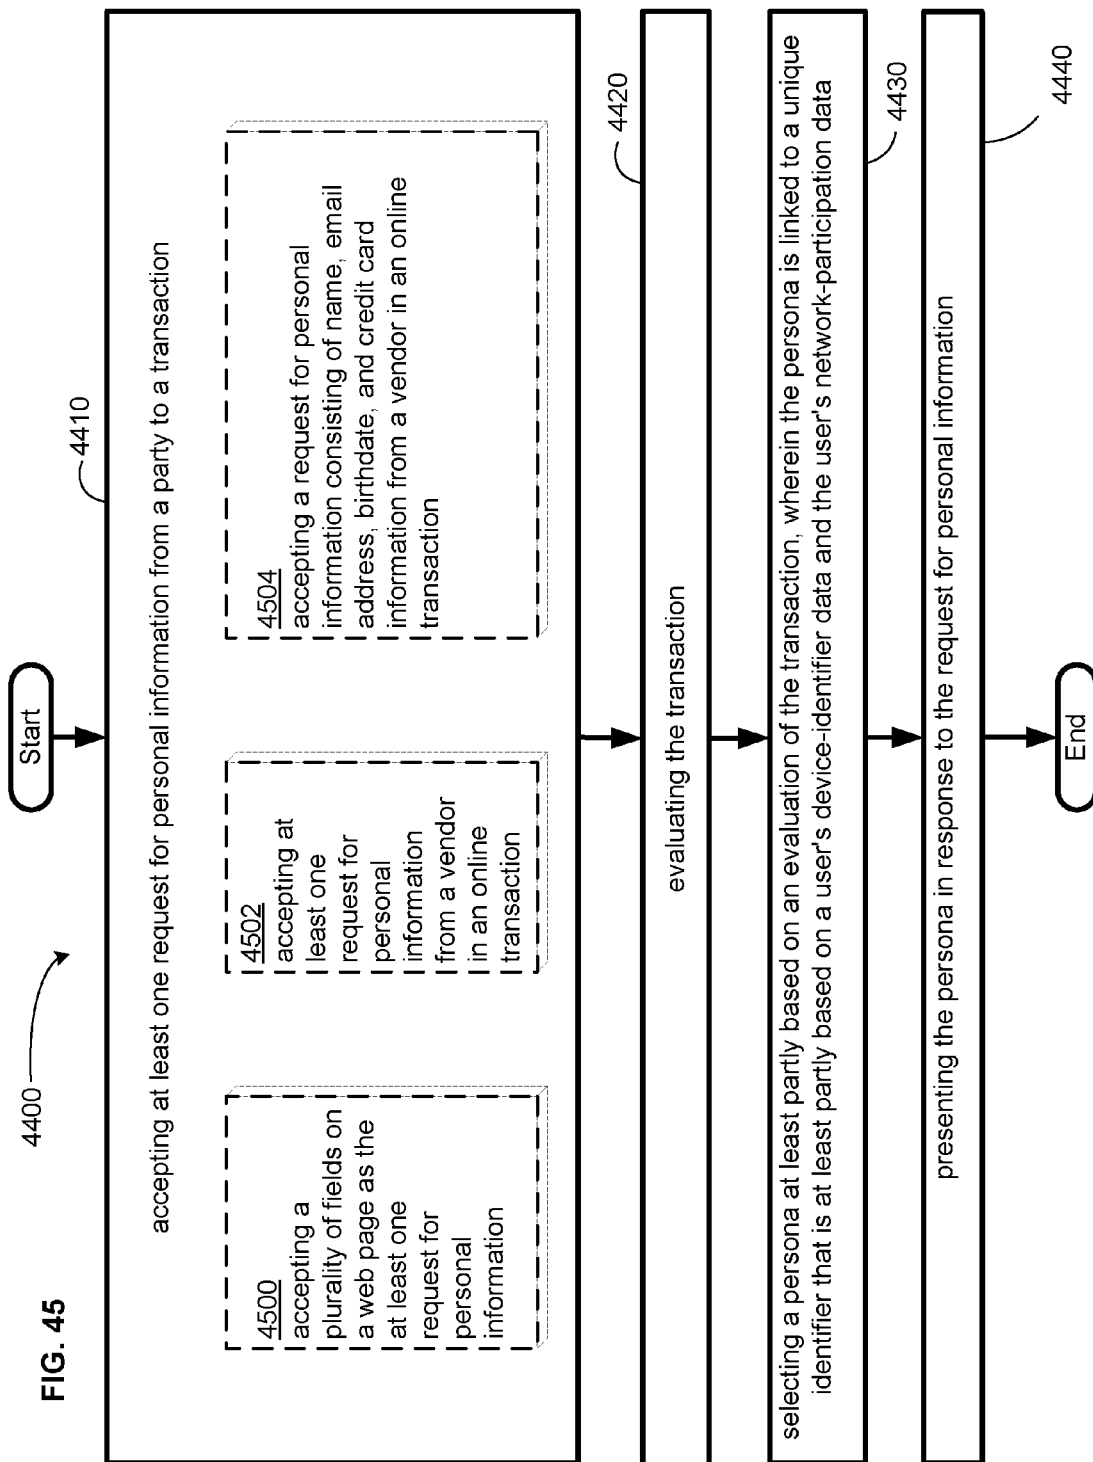 FIG. 45
4400
Start
4410
accepting at least one request for personal information from a party to a transaction
4500
accepting a
plurality of fields on
a web page as the
at least one
request for
personal
information
4502
accepting at
least one
request for
personal
information
from a vendor
in an online
transaction
4504
accepting a request for personal
information consisting of name, email
address, birthdate, and credit card
information from a vendor in an online
transaction
4420
evaluating the transaction
selecting a persona at least partly based on an evaluation of the transaction, wherein the persona is linked to a unique
identifier that is at least partly based on a user's device-identifier data and the user's network-participation data
4430
presenting the persona in response to the request for personal information
4440
End